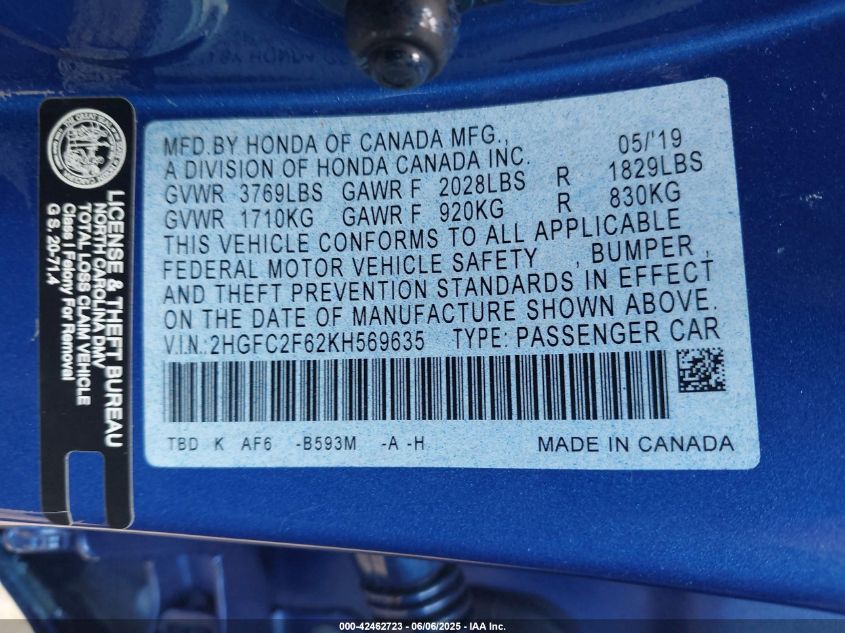 MFD.BY HONDA OF CANADA MFG., 05/'19
A DIVISION OF HONDA CANADA INC.
GVWR 3769LBS GAWR F 2028LBS R 1829LBS
GVWR 1710KG GAWR F 920KG R 830KG
THIS VEHICLE CONFORMS TO ALL APPLICABLE
FEDERAL MOTOR VEHICLE SAFETY , BUMPER ,
AND THEFT PREVENTION STANDARDS IN EFFECT
ON THE DATE OF MANUFACTURE SHOWN ABOVE.
V.I.N.: 2HGFC2F62KH569635 TYPE: PASSENGER CAR
TBD K AF6 -B593M -A -H MADE IN CANADA
LICENSE & THEFT BUREAU
NORTH CAROLINA DMV
TOTAL LOSS CLAIM VEHICLE
Class I Felony For Removal
G.S. 20-71.4
000-42462723 - 06/06/2025 - IAA Inc.